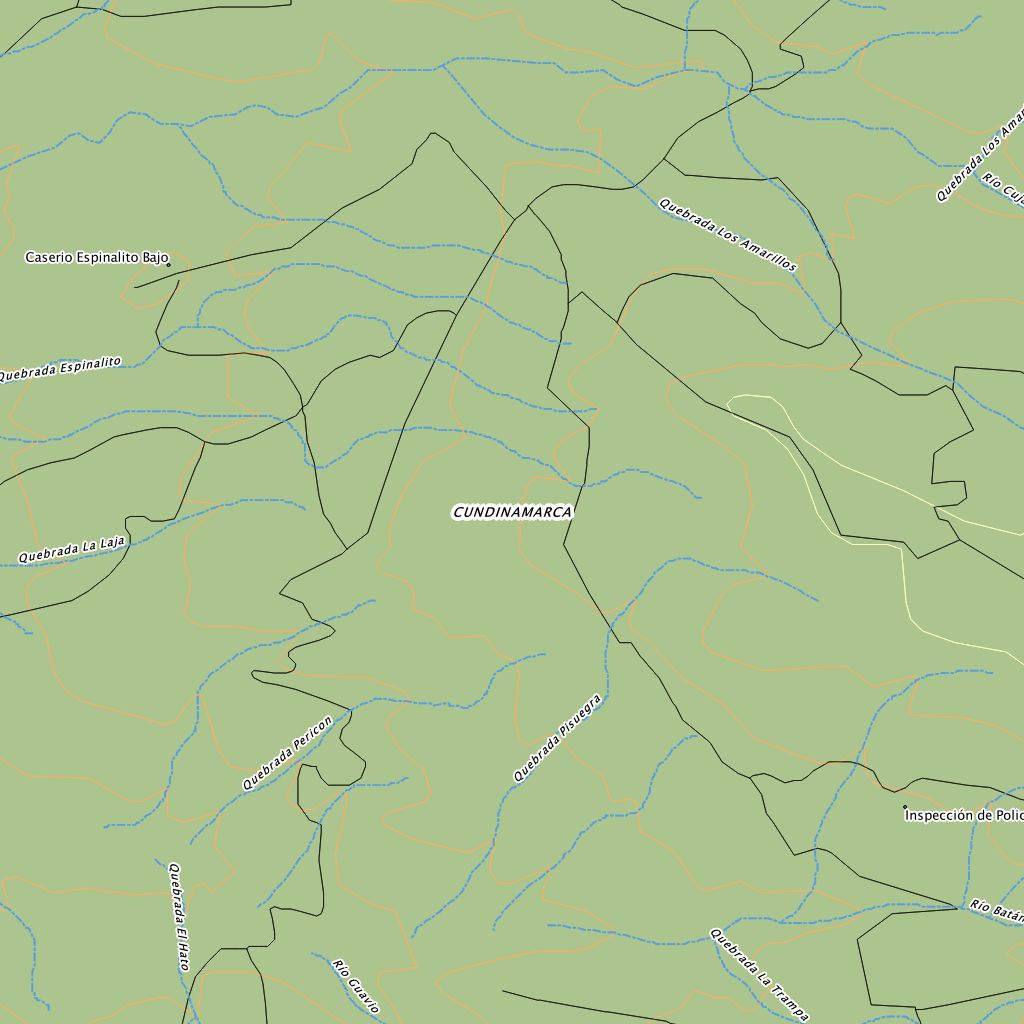 Quebrada Los Amar
Río Cuja
Quebrada Los Amarillos
Caserio Espinalito Bajo
Quebrada Espinalito
CUNDINAMARCA
Quebrada La Laja
Quebrada Pisuegra
Quebrada Pericon
Inspección de Polic
Quebrada El Hato
Río Batán
Quebrada La Trampa
Río Guavio